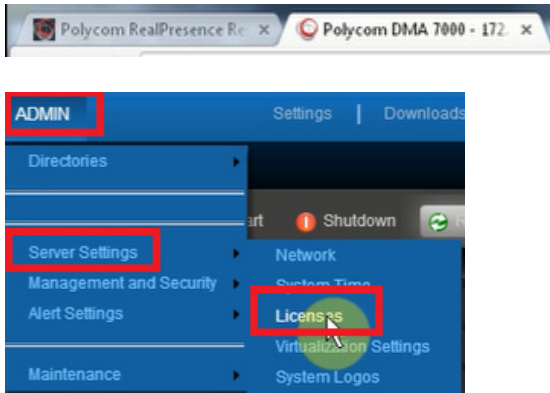 Polycom RealPresence Re × Polycom DMA 7000 - 172. ×
ADMIN Settings | Downloads
Directories
Shutdown
Server Settings Network
Management and Security System Time
Alert Settings Licenses
Virtualization Settings
Maintenance System Logos